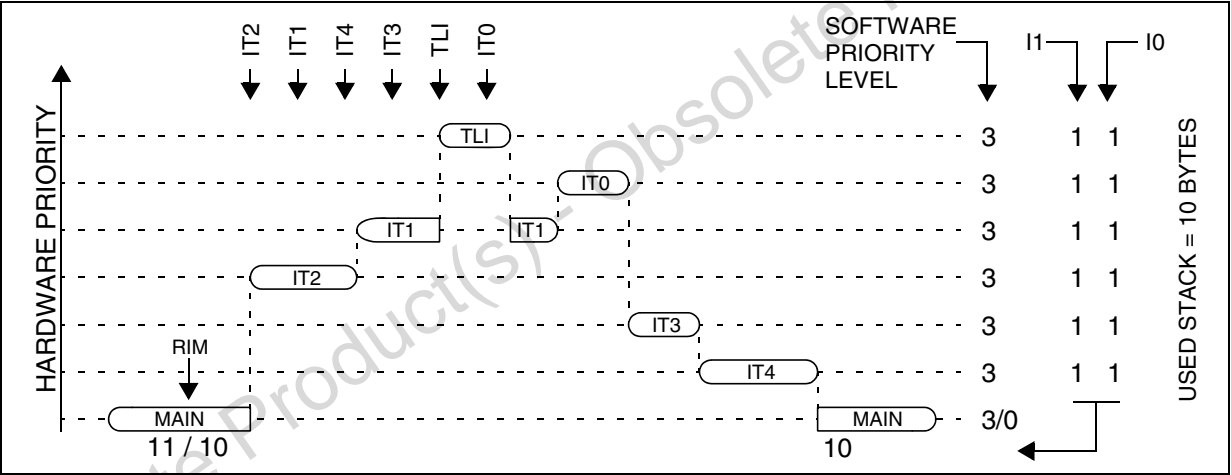 IT2
IT1
IT4
IT3
TLI
IT0
SOFTWARE
PRIORITY
LEVEL
I1
I0
HARDWARE PRIORITY
TLI
3
1 1
IT0
3
1 1
IT1
IT1
3
1 1
IT2
3
1 1
IT3
3
1 1
RIM
IT4
3
1 1
MAIN
MAIN
3/0
11 / 10
10
USED STACK = 10 BYTES
Product(s) - Obsolete